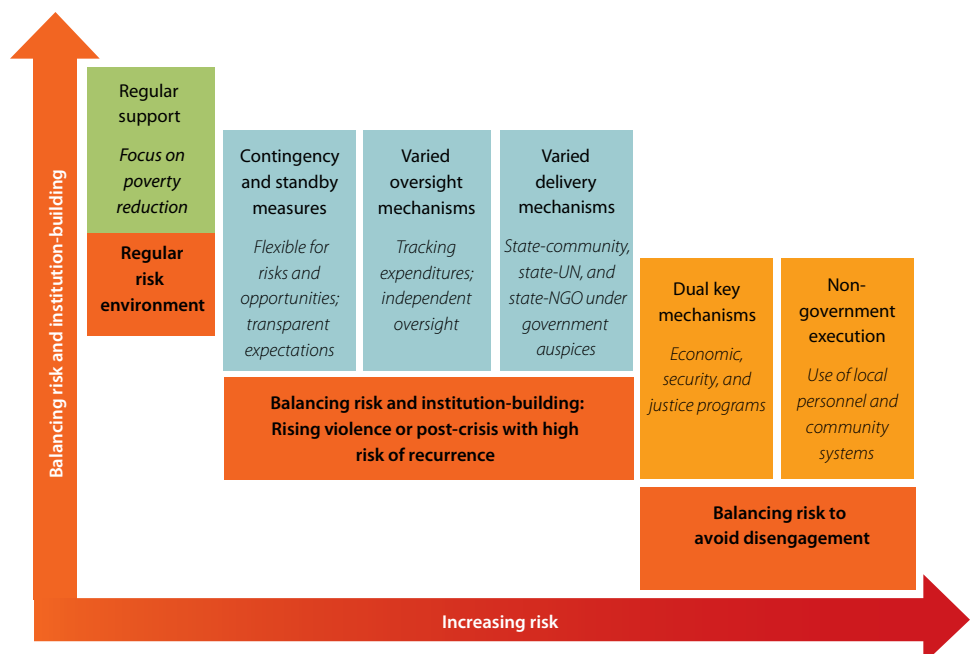 Balancing risk and institution-building
Regular
support
Focus on
poverty
reduction
Regular
risk
environment
Contingency
and standby
measures
Flexible for
risks and
opportunities;
transparent
expectations
Varied
oversight
mechanisms
Tracking
expenditures;
independent
oversight
Varied
delivery
mechanisms
State-community,
state-UN, and
state-NGO under
government
auspices
Balancing risk and institution-building:
Rising violence or post-crisis with high
risk of recurrence
Dual key
mechanisms
Economic,
security, and
justice programs
Non-
government
execution
Use of local
personnel and
community
systems
Balancing risk to
avoid disengagement
Increasing risk